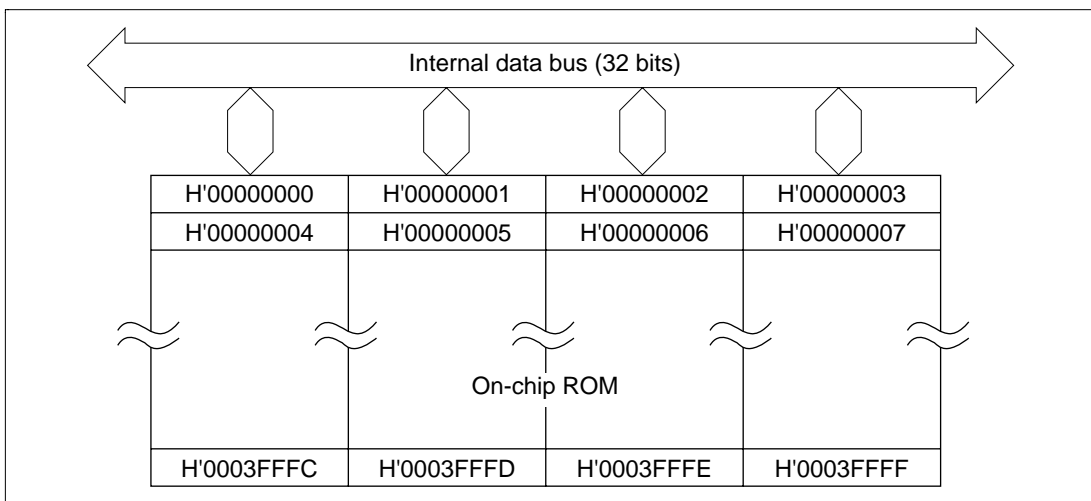 Internal data bus (32 bits)
H'00000000 H'00000001 H'00000002 H'00000003
H'00000004 H'00000005 H'00000006 H'00000007
On-chip ROM
H'0003FFFC H'0003FFFD H'0003FFFE H'0003FFFF